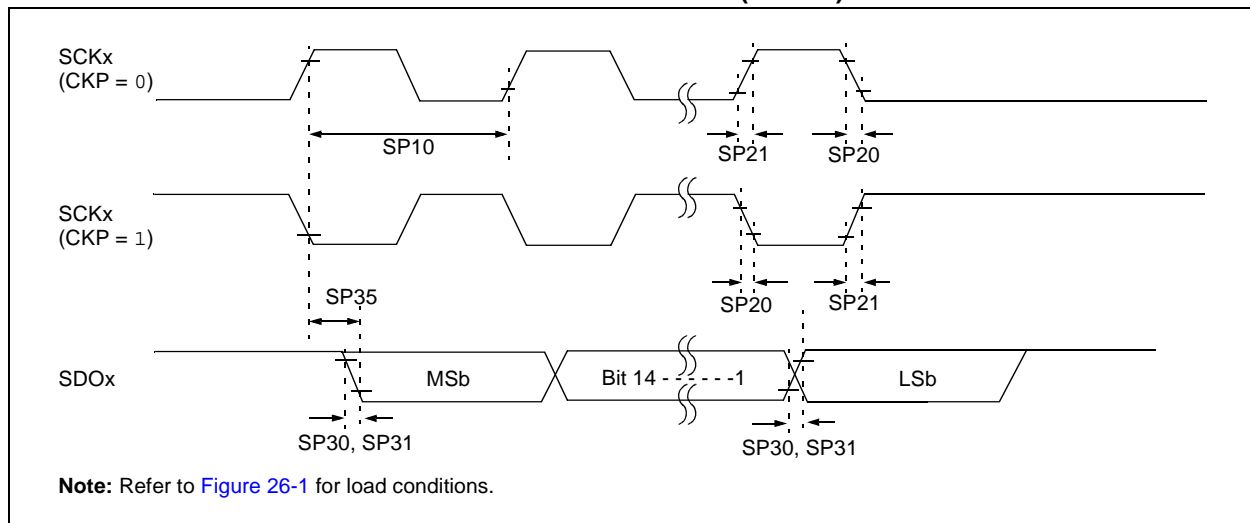 SCKx
(CKP = 0)
SP10
SP21
SP20
SCKx
(CKP = 1)
SP35
SP20
SP21
SDOx
MSb
Bit 14 - - - - - -1
LSb
SP30, SP31
SP30, SP31
Note: Refer to Figure 26-1 for load conditions.